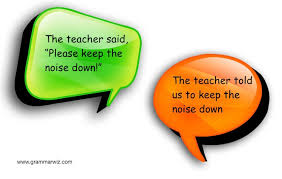 The teacher said,
“Please keep the
noise down!”
The teacher told
us to keep the
noise down
www.grammarwiz.com